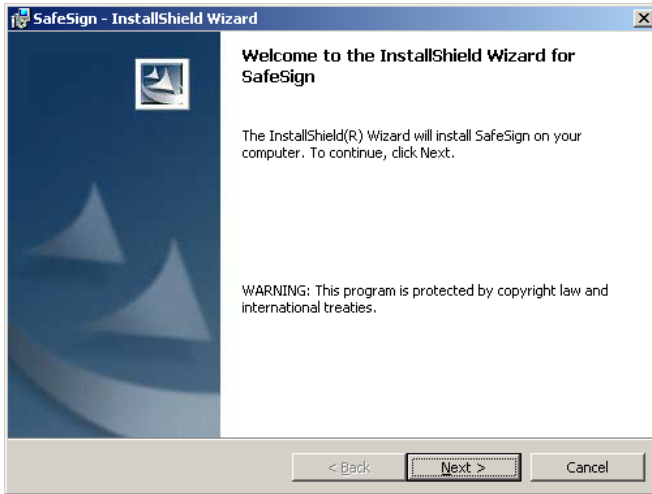 SafeSign - InstallShield Wizard
Welcome to the InstallShield Wizard for
SafeSign
The InstallShield(R) Wizard will install SafeSign on your
computer. To continue, click Next.
WARNING: This program is protected by copyright law and
international treaties.
< Back Next > Cancel